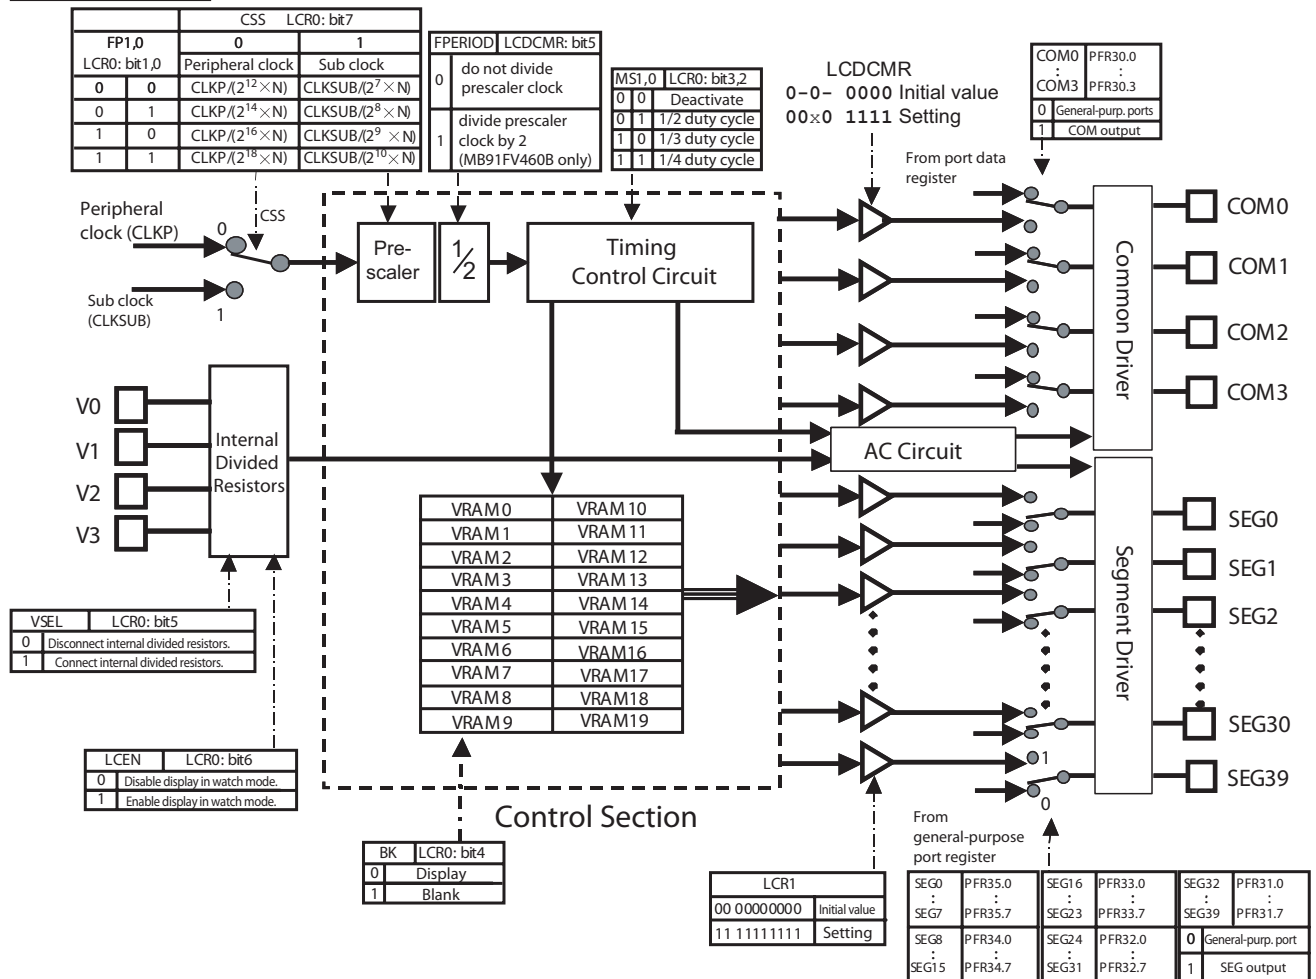 CSS LCR0: bit7
FP1,0 0 1
LCR0: bit1,0 Peripheral clock Sub clock
0 0 CLKP/(2^12×N) CLKSUB/(2^7×N)
0 1 CLKP/(2^14×N) CLKSUB/(2^8×N)
1 0 CLKP/(2^16×N) CLKSUB/(2^9 ×N)
1 1 CLKP/(2^18×N) CLKSUB/(2^10×N)
FPERIOD LCDCMR: bit5
0 do not divide
prescaler clock
1 divide prescaler
clock by 2
(MB91FV460B only)
MS1,0 LCR0: bit3,2
0 0 Deactivate
0 1 1/2 duty cycle
1 0 1/3 duty cycle
1 1 1/4 duty cycle
LCDCMR
0-0- 0000 Initial value
00x0 1111 Setting
COM0 PFR30.0
: :
COM3 PFR30.3
0 General-purp. ports
1 COM output
From port data
register
Peripheral
clock (CLKP)
0
CSS
Sub clock
(CLKSUB)
1
Pre-
scaler
1/2
Timing
Control Circuit
COM0
COM1
COM2
COM3
Common Driver
V0
V1
V2
V3
Internal
Divided
Resistors
AC Circuit
VRAM0 VRAM10
VRAM1 VRAM11
VRAM2 VRAM12
VRAM3 VRAM13
VRAM4 VRAM14
VRAM5 VRAM15
VRAM6 VRAM16
VRAM7 VRAM17
VRAM8 VRAM18
VRAM9 VRAM19
SEG0
SEG1
SEG2
SEG30
SEG39
Segment Driver
1
0
VSEL LCR0: bit5
0 Disconnect internal divided resistors.
1 Connect internal divided resistors.
LCEN LCR0: bit6
0 Disable display in watch mode.
1 Enable display in watch mode.
Control Section
BK LCR0: bit4
0 Display
1 Blank
LCR1
00 00000000 Initial value
11 11111111 Setting
From
general-purpose
port register
SEG0 PFR35.0 SEG16 PFR33.0 SEG32 PFR31.0
: : : : : :
SEG7 PFR35.7 SEG23 PFR33.7 SEG39 PFR31.7
SEG8 PFR34.0 SEG24 PFR32.0 0 General-purp. port
: : : :
SEG15 PFR34.7 SEG31 PFR32.7 1 SEG output